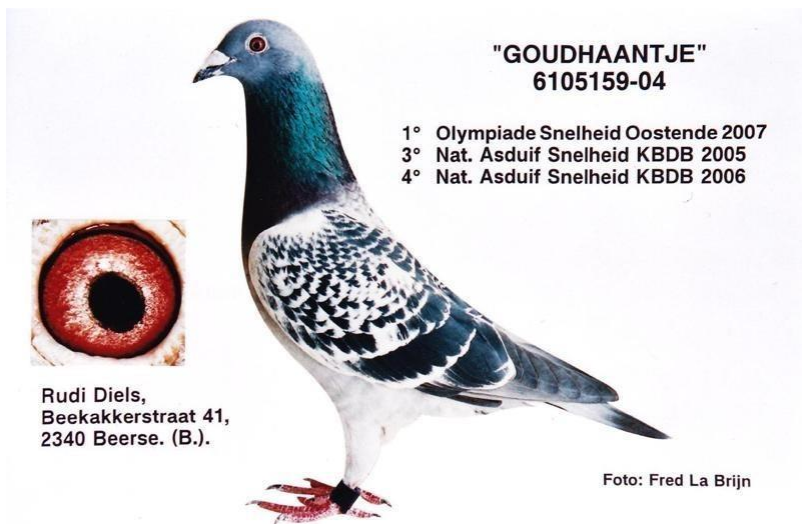 "GOUDHAANTJE"
6105159-04
1° Olympiade Snelheid Oostende 2007
3° Nat. Asduif Snelheid KBDB 2005
4° Nat. Asduif Snelheid KBDB 2006
Rudi Diels,
Beekakkerstraat 41,
2340 Beerse. (B.).
Foto: Fred La Brijn